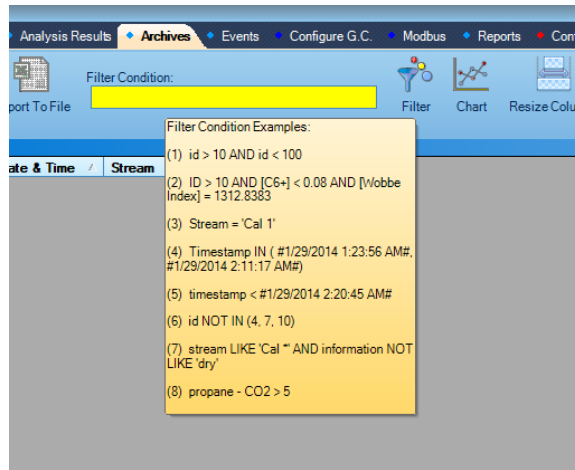 Analysis Results Archives Events Configure G.C. Modbus Reports
Filter Condition:
To File
Filter Chart Resize
Filter Condition Examples:
Date & Time Stream
(1) id > 10 AND id < 100
(2) ID > 10 AND [C6+] < 0.08 AND [Wobbe
Index] = 1312.8383
(3) Stream = 'Cal 1'
(4) Timestamp IN ( #1/29/2014 1:23:56 AM#,
#1/29/2014 2:11:17 AM#)
(5) timestamp < #1/29/2014 2:20:45 AM#
(6) id NOT IN (4, 7, 10)
(7) stream LIKE 'Cal *' AND information NOT
LIKE 'dry'
(8) propane - CO2 > 5